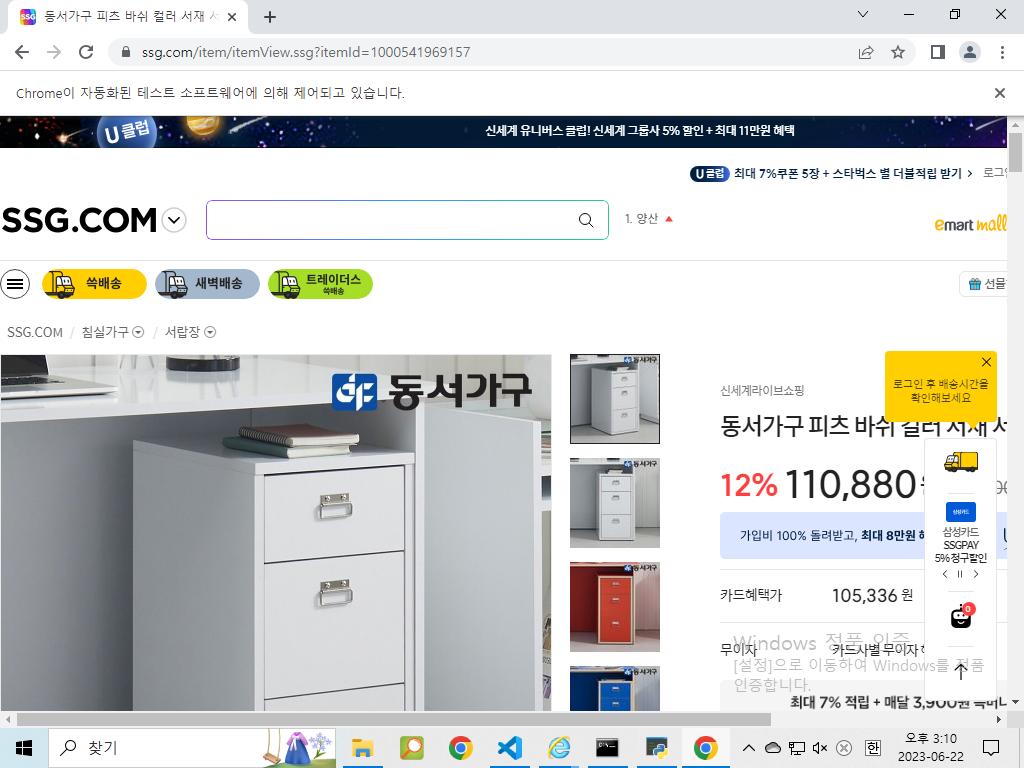 동서가구 피츠 바쉬 컬러 서재 서
ssg.com/item/itemView.ssg?itemId=1000541969157
Chrome이 자동화된 테스트 소프트웨어에 의해 제어되고 있습니다.
U 클럽
신세계 유니버스 클럽! 신세계 그룹사 5% 할인 + 최대 11만원 혜택
U 클럽 최대 7%쿠폰 5장 + 스타벅스 별 더블적립 받기 > 로그인
SSG.COM
1. 양산
emart mall
쓱배송
새벽배송
트레이더스
쓱배송
선물
SSG.COM / 침실가구 / 서랍장
동서가구
로그인 후 배송시간을
확인해보세요
신세계라이브쇼핑
동서가구 피츠 바쉬 컬러 서재 서
12% 110,880
가입비 100% 돌려받고, 최대 8만원
삼성카드
삼성카드
SSGPAY
5% 청구할인
카드혜택가 105,336 원
0
무이자 카드사별 무이자
Windows 정품 인증
[설정]으로 이동하여 Windows를 정품
인증합니다.
최대 7% 적립 + 매달 3,900원
찾기
오후 3:10
2023-06-22
한